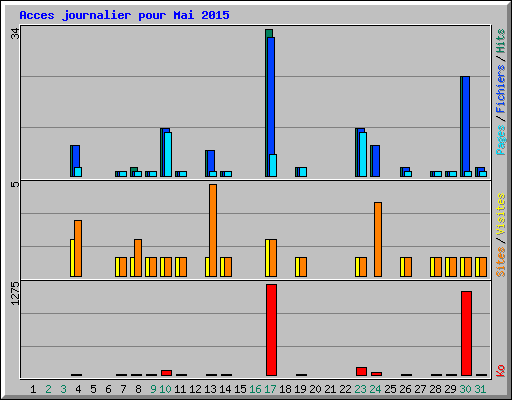 Acces journalier pour Mai 2015
34
5
1275
Pages/Fichiers/Hits
Sites/Visites
Ko
1 2 3 4 5 6 7 8 9 10 11 12 13 14 15 16 17 18 19 20 21 22 23 24 25 26 27 28 29 30 31